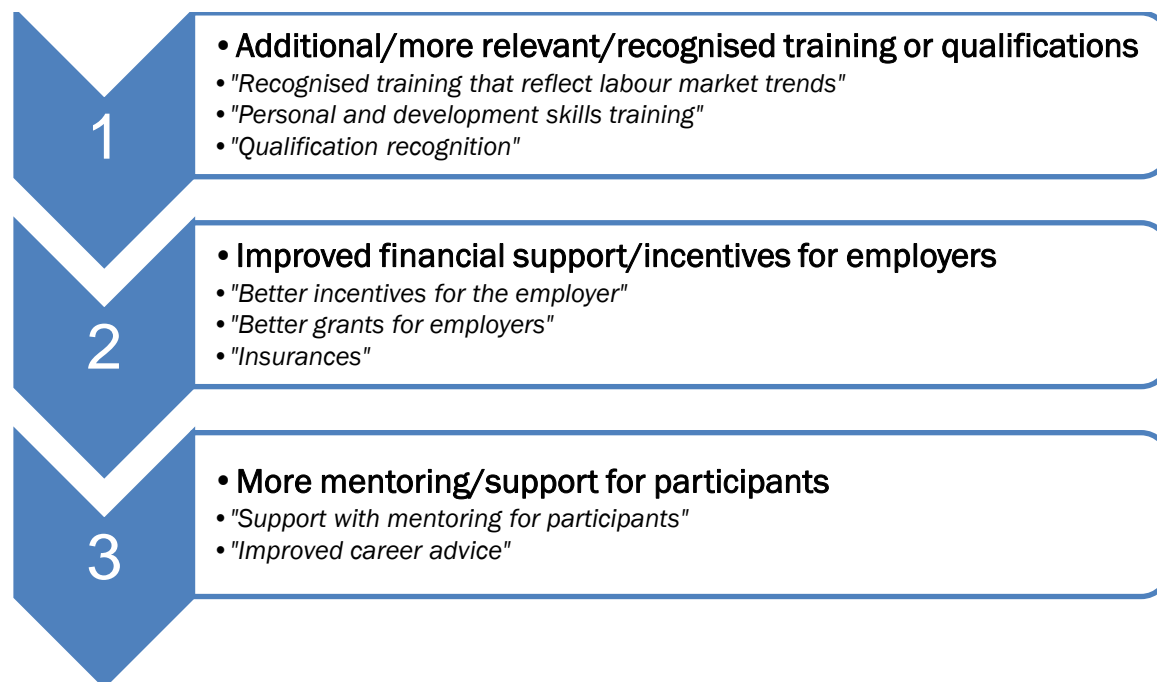 1
•Additional/more relevant/recognised training or qualifications
•"Recognised training that reflect labour market trends"
•"Personal and development skills training"
•"Qualification recognition"
2
•Improved financial support/incentives for employers
•"Better incentives for the employer"
•"Better grants for employers"
•"Insurances"
3
•More mentoring/support for participants
•"Support with mentoring for participants"
•"Improved career advice"